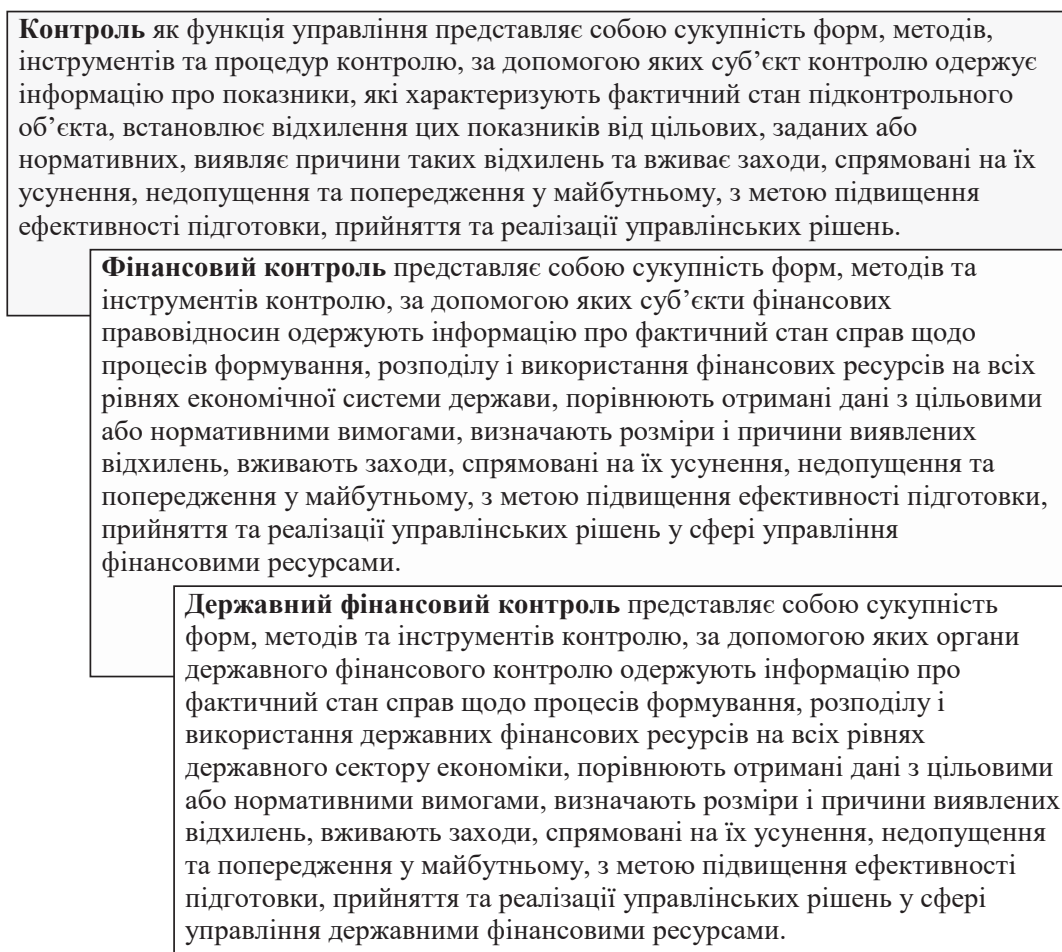 Контроль як функція управління представляє собою сукупність форм, методів,
інструментів та процедур контролю, за допомогою яких суб’єкт контролю одержує
інформацію про показники, які характеризують фактичний стан підконтрольного
об’єкта, встановлює відхилення цих показників від цільових, заданих або
нормативних, виявляє причини таких відхилень та вживає заходи, спрямовані на їх
усунення, недопущення та попередження у майбутньому, з метою підвищення
ефективності підготовки, прийняття та реалізації управлінських рішень.
Фінансовий контроль представляє собою сукупність форм, методів та
інструментів контролю, за допомогою яких суб’єкти фінансових
правовідносин одержують інформацію про фактичний стан справ щодо
процесів формування, розподілу і використання фінансових ресурсів на всіх
рівнях економічної системи держави, порівнюють отримані дані з цільовими
або нормативними вимогами, визначають розміри і причини виявлених
відхилень, вживають заходи, спрямовані на їх усунення, недопущення та
попередження у майбутньому, з метою підвищення ефективності підготовки,
прийняття та реалізації управлінських рішень у сфері управління
фінансовими ресурсами.
Державний фінансовий контроль представляє собою сукупність
форм, методів та інструментів контролю, за допомогою яких органи
державного фінансового контролю одержують інформацію про
фактичний стан справ щодо процесів формування, розподілу і
використання державних фінансових ресурсів на всіх рівнях
державного сектору економіки, порівнюють отримані дані з цільовими
або нормативними вимогами, визначають розміри і причини виявлених
відхилень, вживають заходи, спрямовані на їх усунення, недопущення
та попередження у майбутньому, з метою підвищення ефективності
підготовки, прийняття та реалізації управлінських рішень у сфері
управління державними фінансовими ресурсами.